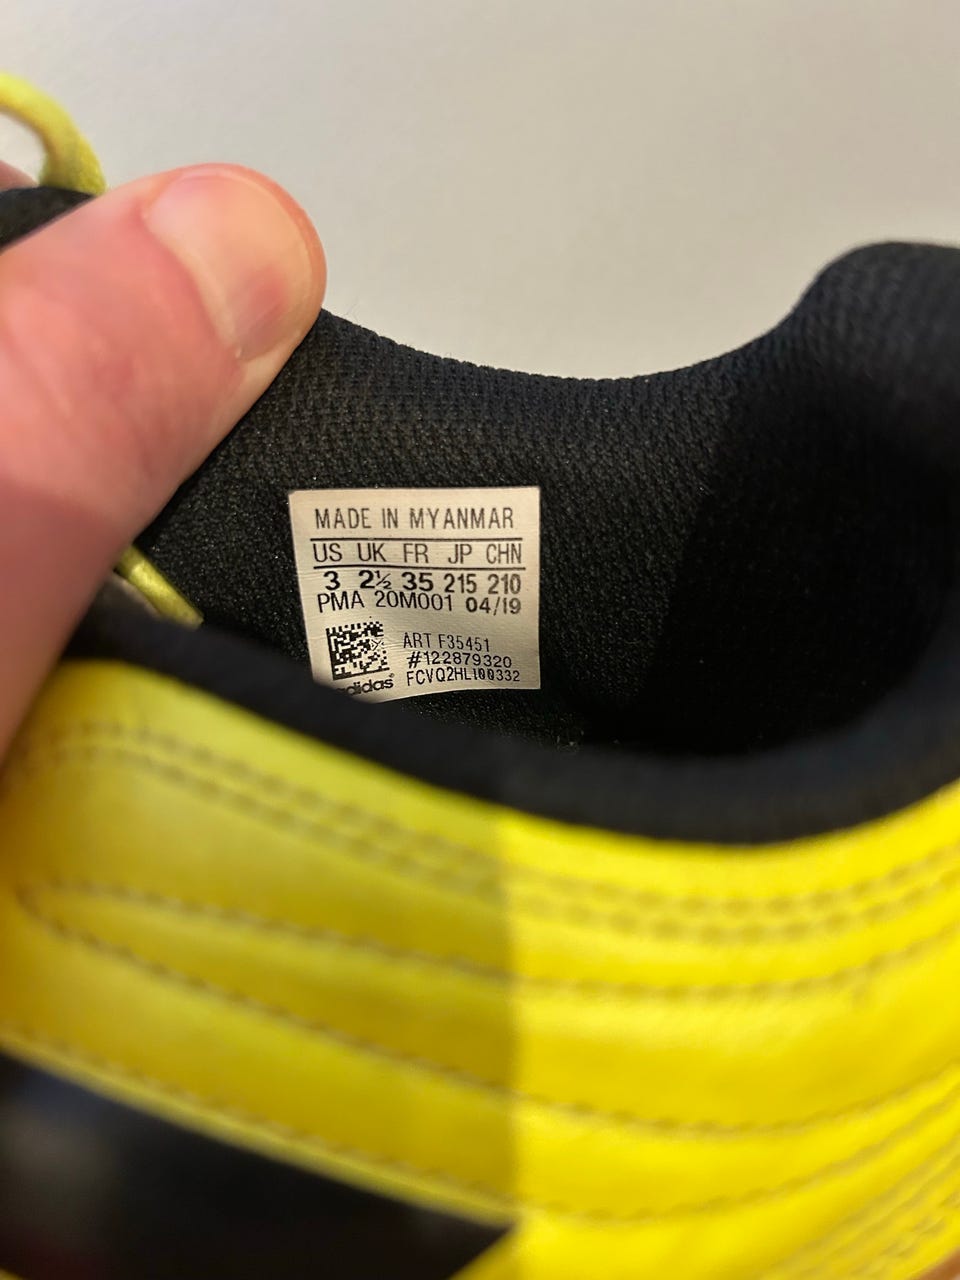 MADE IN MYANMAR
US UK FR JP CHN
3 2½ 35 215 210
PMA 20M001 04/19
ART F35451
#122879320
FCVQ2HL100332
adidas